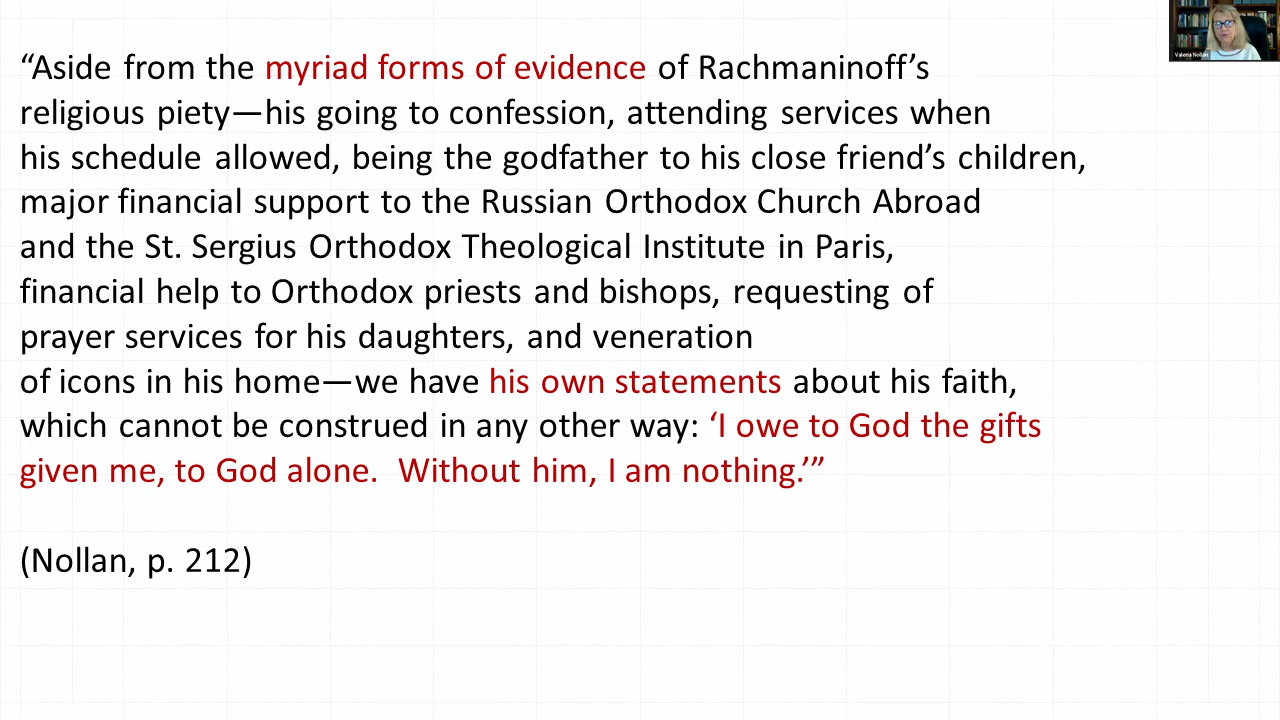 “Aside from the myriad forms of evidence of Rachmaninoff’s
religious piety—his going to confession, attending services when
his schedule allowed, being the godfather to his close friend’s children,
major financial support to the Russian Orthodox Church Abroad
and the St. Sergius Orthodox Theological Institute in Paris,
financial help to Orthodox priests and bishops, requesting of
prayer services for his daughters, and veneration
of icons in his home—we have his own statements about his faith,
which cannot be construed in any other way: ‘I owe to God the gifts
given me, to God alone.  Without him, I am nothing.’”
(Nollan, p. 212)
Valeria Nollan